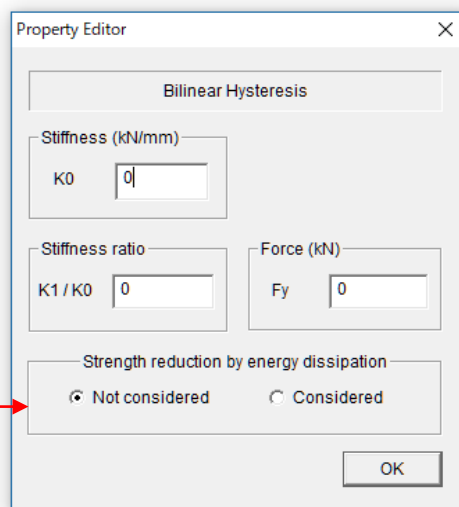 Property Editor
Bilinear Hysteresis
Stiffness (kN/mm)
K0 0
Stiffness ratio
K1 / K0 0
Force (kN)
Fy 0
Strength reduction by energy dissipation
Not considered Considered
OK